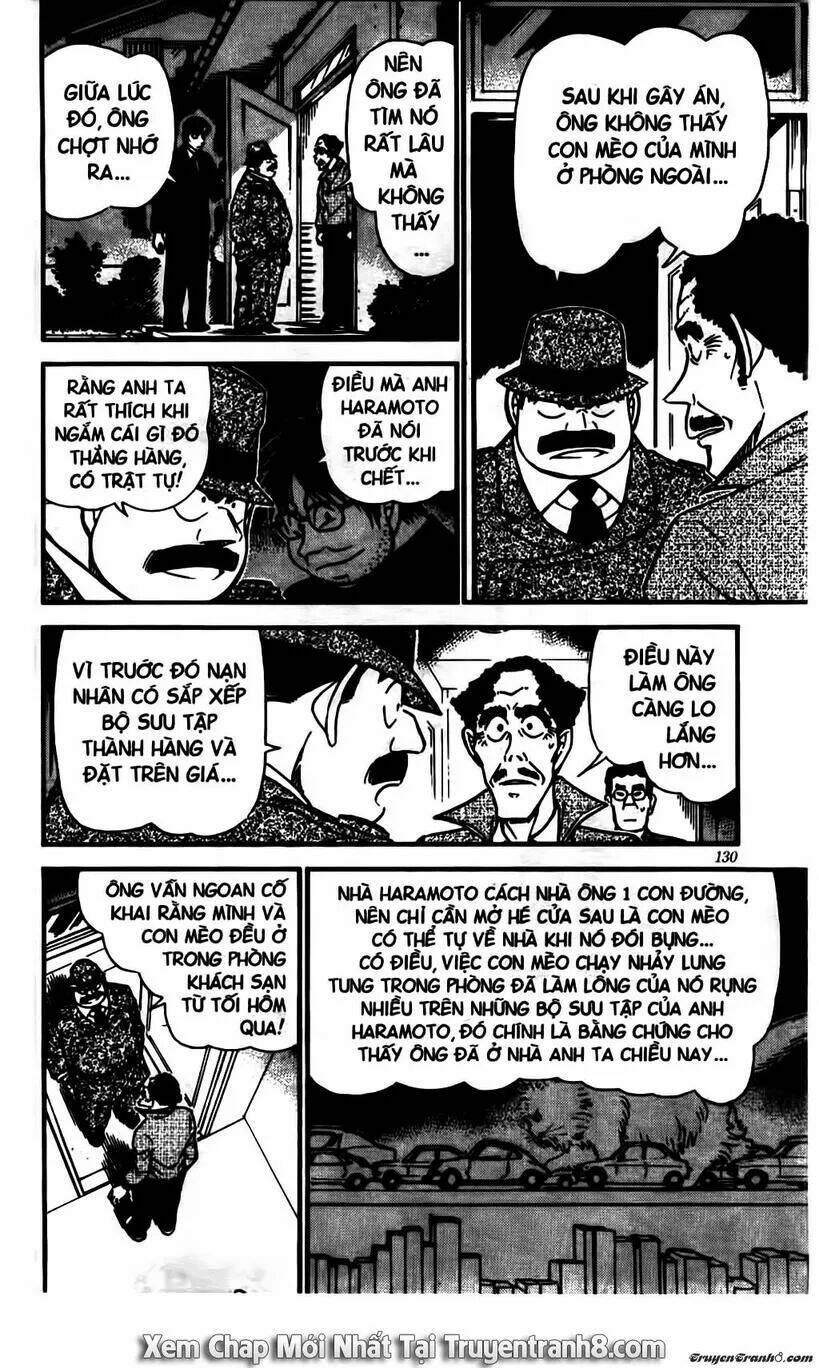 SAU KHI GÂY ÁN,
ÔNG KHÔNG THẤY
CON MÈO CỦA MÌNH
Ở PHÒNG NGOÀI...
NÊN
ÔNG ĐÃ
TÌM NÓ
RẤT LÂU
MÀ
KHÔNG
THẤY
...
GIỮA LÚC
ĐÓ, ÔNG
CHỢT NHỚ
RA...
ĐIỀU MÀ ANH
HARAMOTO
ĐÃ NÓI
TRƯỚC KHI
CHẾT...
RẰNG ANH TA
RẤT THÍCH KHI
NGẮM CÁI GÌ ĐÓ
THẲNG HÀNG,
CÓ TRẬT TỰ!
ĐIỀU NÀY
LÀM ÔNG
CÀNG LO
LẮNG
HƠN...
VÌ TRƯỚC ĐÓ NẠN
NHÂN CÓ SẮP XẾP
BỘ SƯU TẬP
THÀNH HÀNG VÀ
ĐẶT TRÊN GIÁ...
130
NHÀ HARAMOTO CÁCH NHÀ ÔNG 1 CON ĐƯỜNG,
NÊN CHỈ CẦN MỞ HÉ CỬA SAU LÀ CON MÈO
CÓ THỂ TỰ VỀ NHÀ KHI NÓ ĐÓI BỤNG...
CÓ ĐIỀU, VIỆC CON MÈO CHẠY NHẢY LUNG
TUNG TRONG PHÒNG ĐÃ LÀM LÔNG CỦA NÓ RỤNG
NHIỀU TRÊN NHỮNG BỘ SƯU TẬP CỦA ANH
HARAMOTO, ĐÓ CHÍNH LÀ BẰNG CHỨNG CHO
THẤY ÔNG ĐÃ Ở NHÀ ANH TA CHIỀU NAY...
ÔNG VẪN NGOAN CỐ
KHAI RẰNG MÌNH VÀ
CON MÈO ĐỀU Ở
TRONG PHÒNG
KHÁCH SẠN
TỪ TỐI HÔM
QUA!
Xem Chap Mới Nhất Tại Truyentranh8.com
TruyenTranh8.com